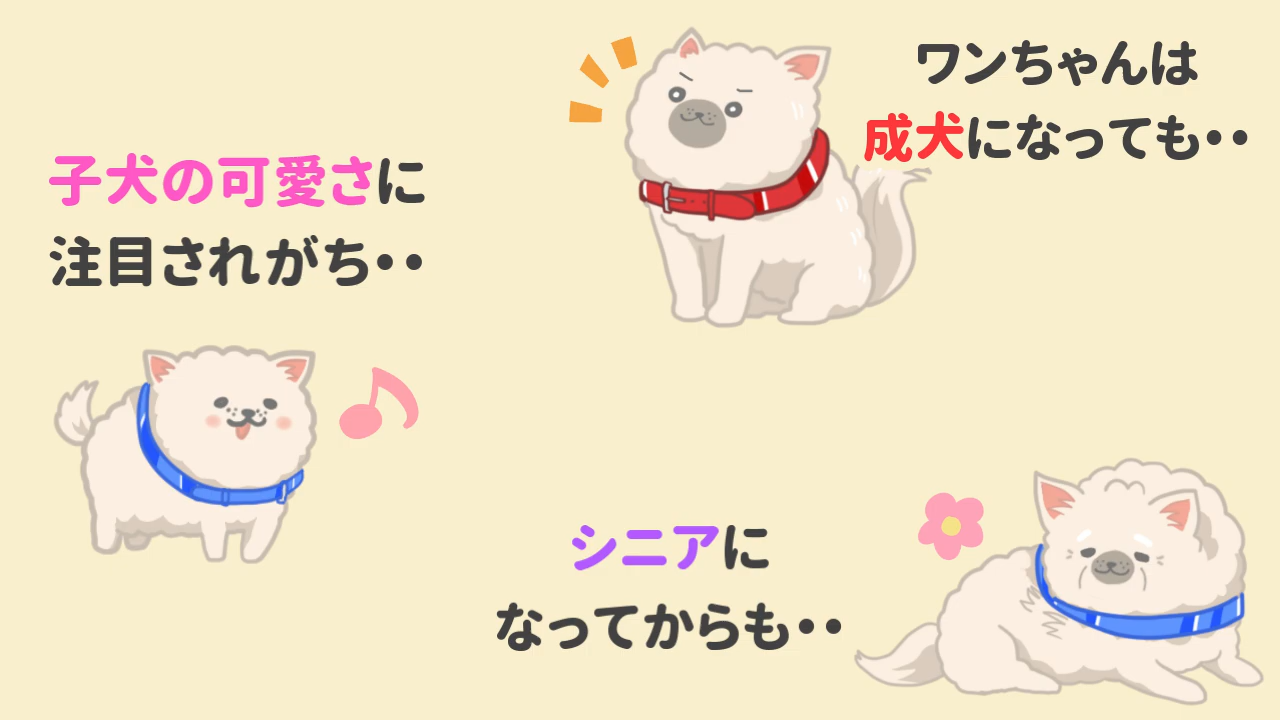 子犬の可愛さに
注目されがち・・
ワンちゃんは
成犬になっても・・
シニアに
なってからも・・